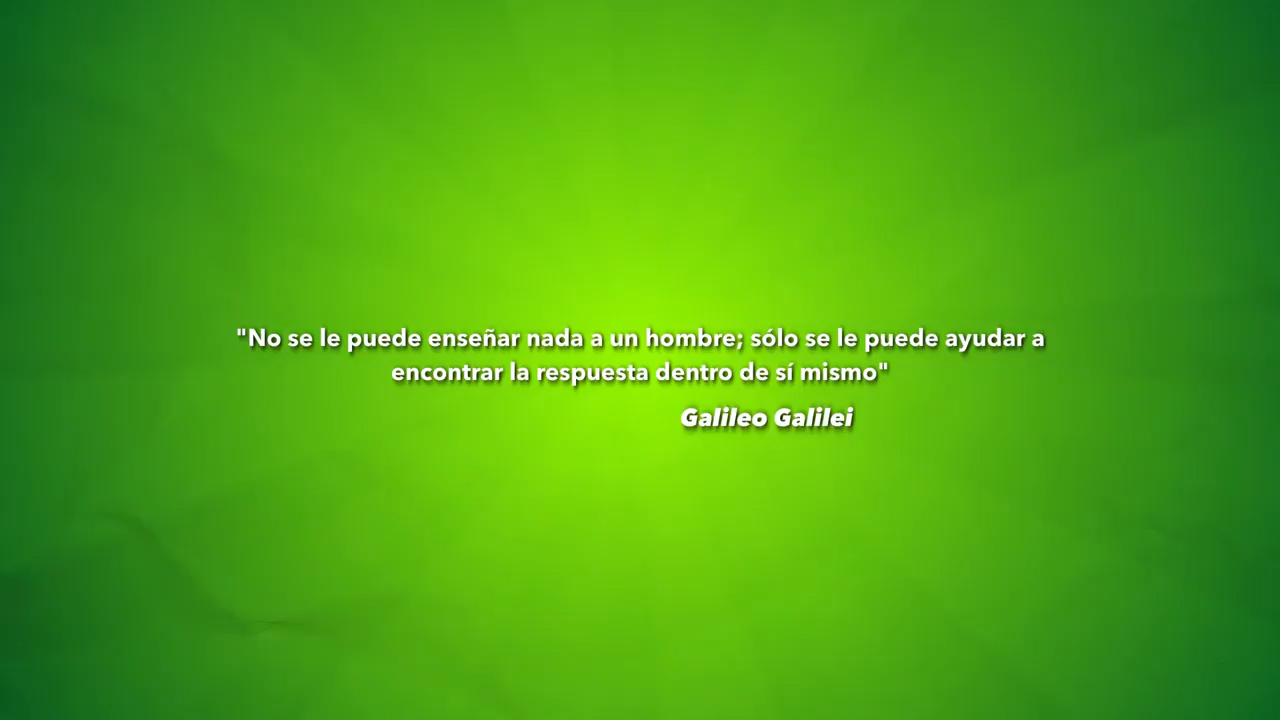 "No se le puede enseñar nada a un hombre; sólo se le puede ayudar a
encontrar la respuesta dentro de sí mismo"
Galileo Galilei